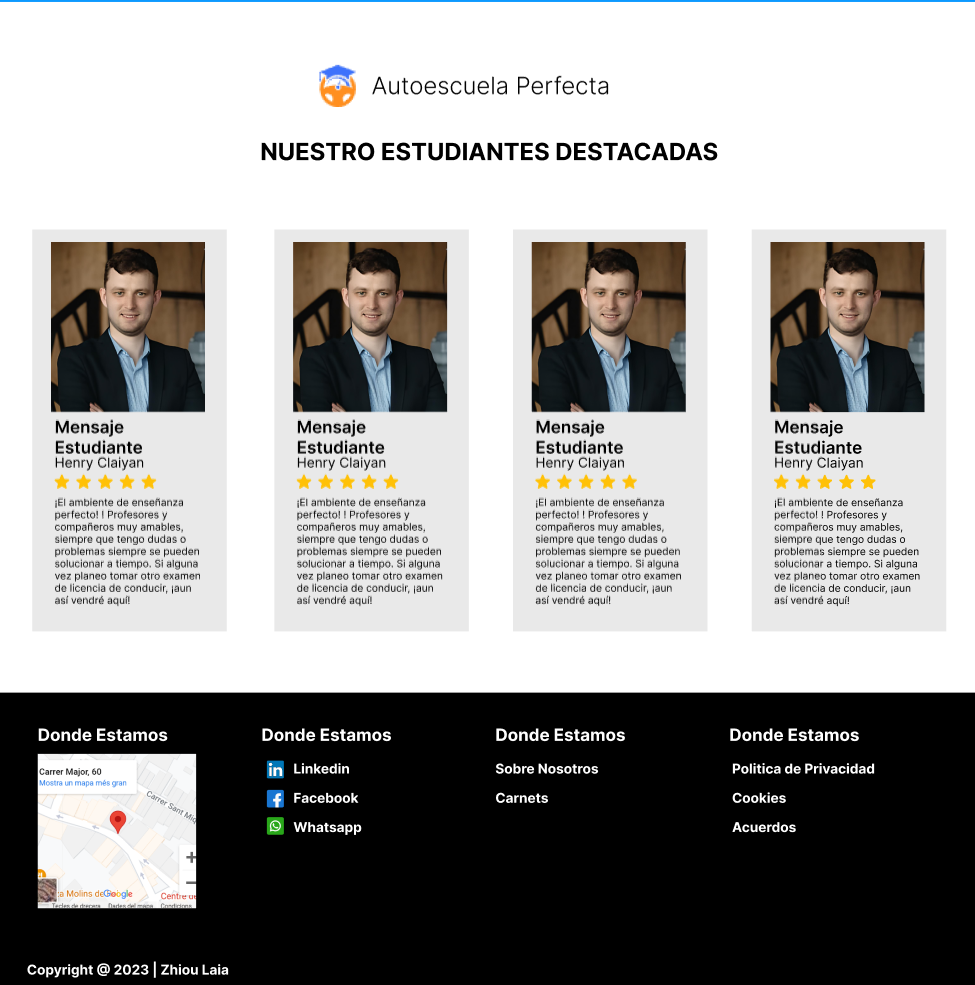 Autoescuela Perfecta
NUESTRO ESTUDIANTES DESTACADAS
Mensaje
Estudiante
Henry Claiyan
¡El ambiente de enseñanza
perfecto! ! Profesores y
compañeros muy amables,
siempre que tengo dudas o
problemas siempre se pueden
solucionar a tiempo. Si alguna
vez planeo tomar otro examen
de licencia de conducir, ¡aun
así vendré aquí!
Mensaje
Estudiante
Henry Claiyan
¡El ambiente de enseñanza
perfecto! ! Profesores y
compañeros muy amables,
siempre que tengo dudas o
problemas siempre se pueden
solucionar a tiempo. Si alguna
vez planeo tomar otro examen
de licencia de conducir, ¡aun
así vendré aquí!
Mensaje
Estudiante
Henry Claiyan
¡El ambiente de enseñanza
perfecto! ! Profesores y
compañeros muy amables,
siempre que tengo dudas o
problemas siempre se pueden
solucionar a tiempo. Si alguna
vez planeo tomar otro examen
de licencia de conducir, ¡aun
así vendré aquí!
Mensaje
Estudiante
Henry Claiyan
¡El ambiente de enseñanza
perfecto! ! Profesores y
compañeros muy amables,
siempre que tengo dudas o
problemas siempre se pueden
solucionar a tiempo. Si alguna
vez planeo tomar otro examen
de licencia de conducir, ¡aun
así vendré aquí!
Donde Estamos
Carrer Major, 60
Mostra un mapa més gran
Carrer Sant Miq
ta Molins de
Google
Centre de
Tecles de drecera
Dades del mapa
Condicions
Donde Estamos
Linkedin
Facebook
Whatsapp
Donde Estamos
Sobre Nosotros
Carnets
Donde Estamos
Politica de Privacidad
Cookies
Acuerdos
Copyright @ 2023 | Zhiou Laia